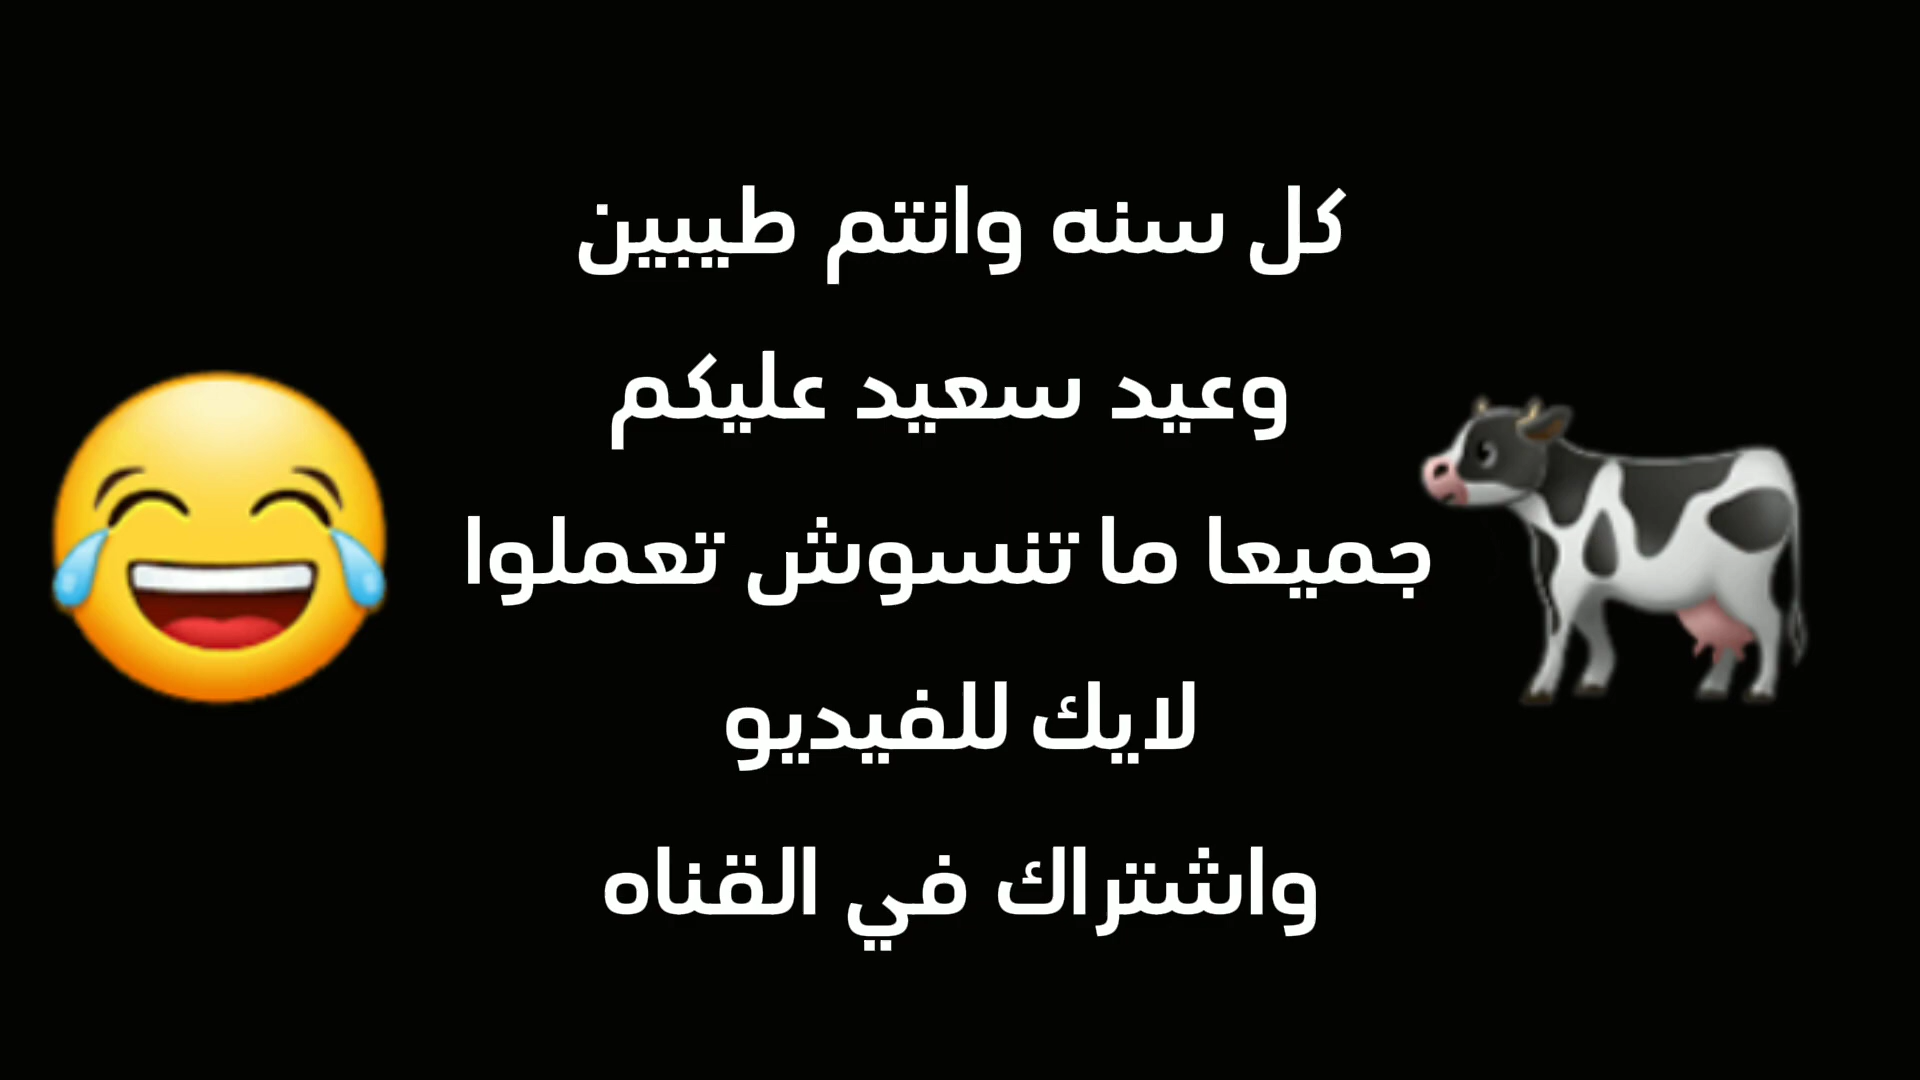 كل سنه وانتم طيبين
وعيد سعيد عليكم
جميعا ما تنسوش تعملوا
لايك للفيديو
واشتراك في القناه